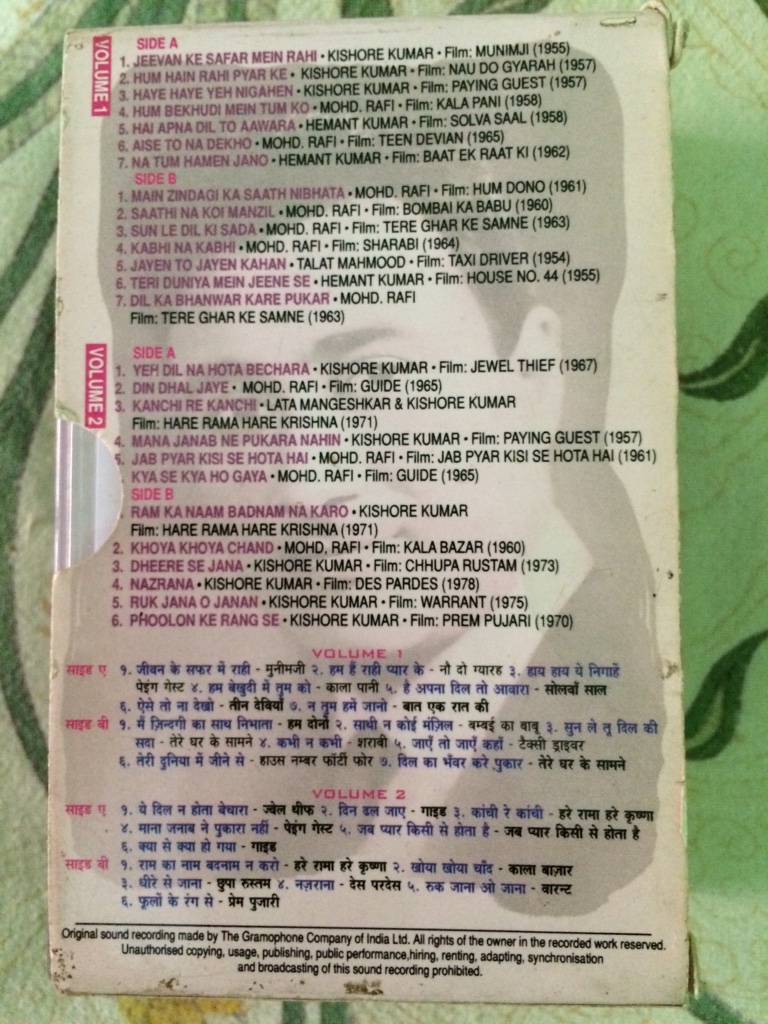 VOLUME 1
SIDE A
1. JEEVAN KE SAFAR MEIN RAHI • KISHORE KUMAR • Film: MUNIMJI (1955)
2. HUM HAIN RAHI PYAR KE • KISHORE KUMAR • Film: NAU DO GYARAH (1957)
3. HAYE HAYE YEH NIGAHEN • KISHORE KUMAR • Film: PAYING GUEST (1957)
4. HUM BEKHUDI MEIN TUM KO • MOHD. RAFI • Film: KALA PANI (1958)
5. HAI APNA DIL TO AAWARA • HEMANT KUMAR • Film: SOLVA SAAL (1958)
6. AISE TO NA DEKHO • MOHD. RAFI • Film: TEEN DEVIAN (1965)
7. NA TUM HAMEN JANO • HEMANT KUMAR • Film: BAAT EK RAAT KI (1962)
SIDE B
1. MAIN ZINDAGI KA SAATH NIBHATA • MOHD. RAFI • Film: HUM DONO (1961)
2. SAATHI NA KOI MANZIL • MOHD. RAFI • Film: BOMBAI KA BABU (1960)
3. SUN LE DIL KI SADA • MOHD. RAFI • Film: TERE GHAR KE SAMNE (1963)
4. KABHI NA KABHI • MOHD. RAFI • Film: SHARABI (1964)
5. JAYEN TO JAYEN KAHAN • TALAT MAHMOOD • Film: TAXI DRIVER (1954)
6. TERI DUNIYA MEIN JEENE SE • HEMANT KUMAR • Film: HOUSE NO. 44 (1955)
7. DIL KA BHANWAR KARE PUKAR • MOHD. RAFI
Film: TERE GHAR KE SAMNE (1963)
VOLUME 2
SIDE A
1. YEH DIL NA HOTA BECHARA • KISHORE KUMAR • Film: JEWEL THIEF (1967)
2. DIN DHAL JAYE • MOHD. RAFI • Film: GUIDE (1965)
3. KANCHI RE KANCHI • LATA MANGESHKAR & KISHORE KUMAR
Film: HARE RAMA HARE KRISHNA (1971)
4. MANA JANAB NE PUKARA NAHIN • KISHORE KUMAR • Film: PAYING GUEST (1957)
5. JAB PYAR KISI SE HOTA HAI • MOHD. RAFI • Film: JAB PYAR KISI SE HOTA HAI (1961)
KYA SE KYA HO GAYA • MOHD. RAFI • Film: GUIDE (1965)
SIDE B
RAM KA NAAM BADNAM NA KARO • KISHORE KUMAR
Film: HARE RAMA HARE KRISHNA (1971)
2. KHOYA KHOYA CHAND • MOHD. RAFI • Film: KALA BAZAR (1960)
3. DHEERE SE JANA • KISHORE KUMAR • Film: CHHUPA RUSTAM (1973)
4. NAZRANA • KISHORE KUMAR • Film: DES PARDES (1978)
5. RUK JANA O JANAN • KISHORE KUMAR • Film: WARRANT (1975)
6. PHOOLON KE RANG SE • KISHORE KUMAR • Film: PREM PUJARI (1970)
VOLUME 1
साइड ए १. जीवन के सफर में राही - मुनीमजी २. हम हैं राही प्यार के - नौ दो ग्यारह ३. हाय हाय ये निगाहें
पेइंग गेस्ट ४. हम बेखुदी में तुम को - काला पानी ५. है अपना दिल तो आवारा - सोलवाँ साल
६. ऐसे तो ना देखो - तीन देवियाँ ७. न तुम हमें जानो - बात एक रात की
साइड बी १. मैं ज़िन्दगी का साथ निभाता - हम दोनों २. साथी न कोई मंज़िल - बम्बई का बाबू ३. सुन ले तू दिल की
सदा - तेरे घर के सामने ४. कभी न कभी - शराबी ५. जाएँ तो जाएँ कहाँ - टैक्सी ड्राइवर
६. तेरी दुनिया में जीने से - हाउस नम्बर फॉर्टी फोर ७. दिल का भँवर करे पुकार - तेरे घर के सामने
VOLUME 2
साइड ए १. ये दिल न होता बेचारा - ज्वेल थीफ २. दिन ढल जाए - गाइड ३. कांची रे कांची - हरे रामा हरे कृष्णा
४. माना जनाब ने पुकारा नहीं - पेइंग गेस्ट ५. जब प्यार किसी से होता है - जब प्यार किसी से होता है
६. क्या से क्या हो गया - गाइड
साइड बी १. राम का नाम बदनाम न करो - हरे रामा हरे कृष्णा २. खोया खोया चाँद - काला बाज़ार
३. धीरे से जाना - छुपा रुस्तम ४. नज़राना - देस परदेस ५. रुक जाना ओ जाना - वारन्ट
६. फूलों के रंग से - प्रेम पुजारी
Original sound recording made by The Gramophone Company of India Ltd. All rights of the owner in the recorded work reserved.
Unauthorised copying, usage, publishing, public performance,hiring, renting, adapting, synchronisation
and broadcasting of this sound recording prohibited.